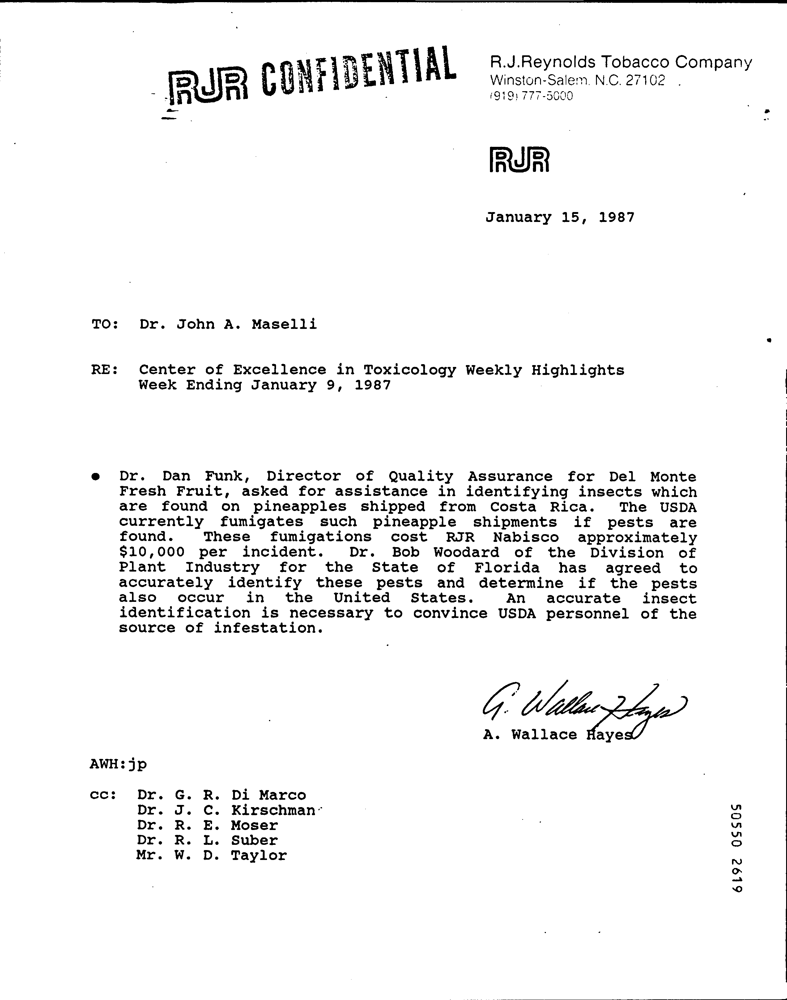 RJR CONFIDENTIAL
R.J.Reynolds Tobacco Company
Winston-Salem, N.C. 27102
(919) 777-5000
RJR
January 15, 1987
TO: Dr. John A. Maselli
RE: Center of Excellence in Toxicology Weekly Highlights
Week Ending January 9, 1987
● Dr. Dan Funk, Director of Quality Assurance for Del Monte
Fresh Fruit, asked for assistance in identifying insects which
are found on pineapples shipped from Costa Rica. The USDA
currently fumigates such pineapple shipments if pests are
found. These fumigations cost RJR Nabisco approximately
$10,000 per incident. Dr. Bob Woodard of the Division of
Plant Industry for the State of Florida has agreed to
accurately identify these pests and determine if the pests
also occur in the United States. An accurate insect
identification is necessary to convince USDA personnel of the
source of infestation.
G. Wallace Hayes
A. Wallace Hayes
AWH:jp
cc: Dr. G. R. Di Marco
Dr. J. C. Kirschman
Dr. R. E. Moser
Dr. R. L. Suber
Mr. W. D. Taylor
50550 2619